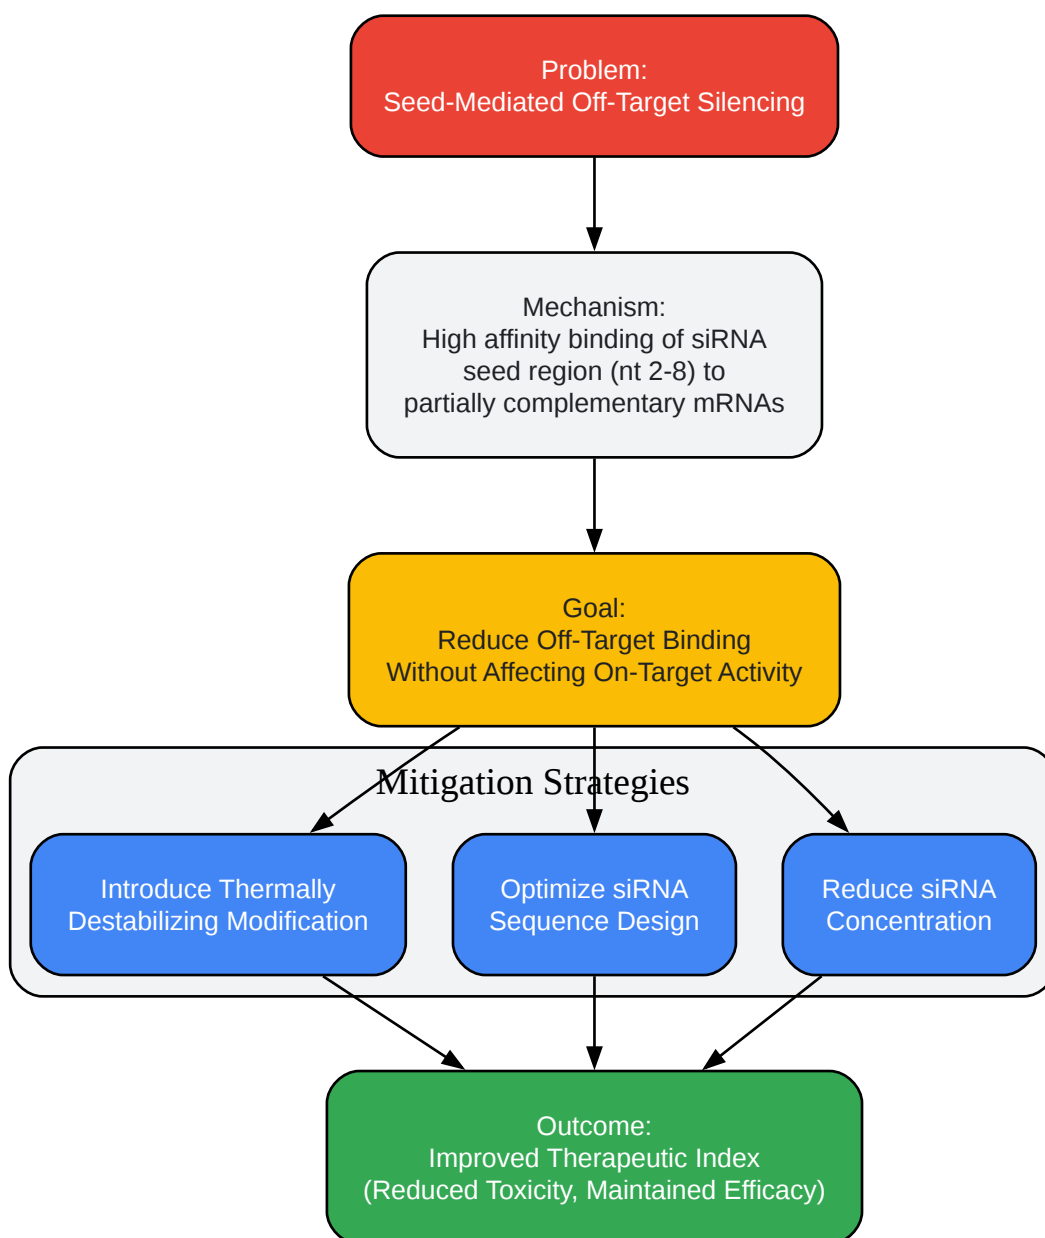 Problem:
Seed-Mediated Off-Target Silencing
Mechanism:
High affinity binding of siRNA
seed region (nt 2-8) to
partially complementary mRNAs
Goal:
Reduce Off-Target Binding
Without Affecting On-Target Activity
Mitigation Strategies
Introduce Thermally
Destabilizing Modification
Optimize siRNA
Sequence Design
Reduce siRNA
Concentration
Outcome:
Improved Therapeutic Index
(Reduced Toxicity, Maintained Efficacy)